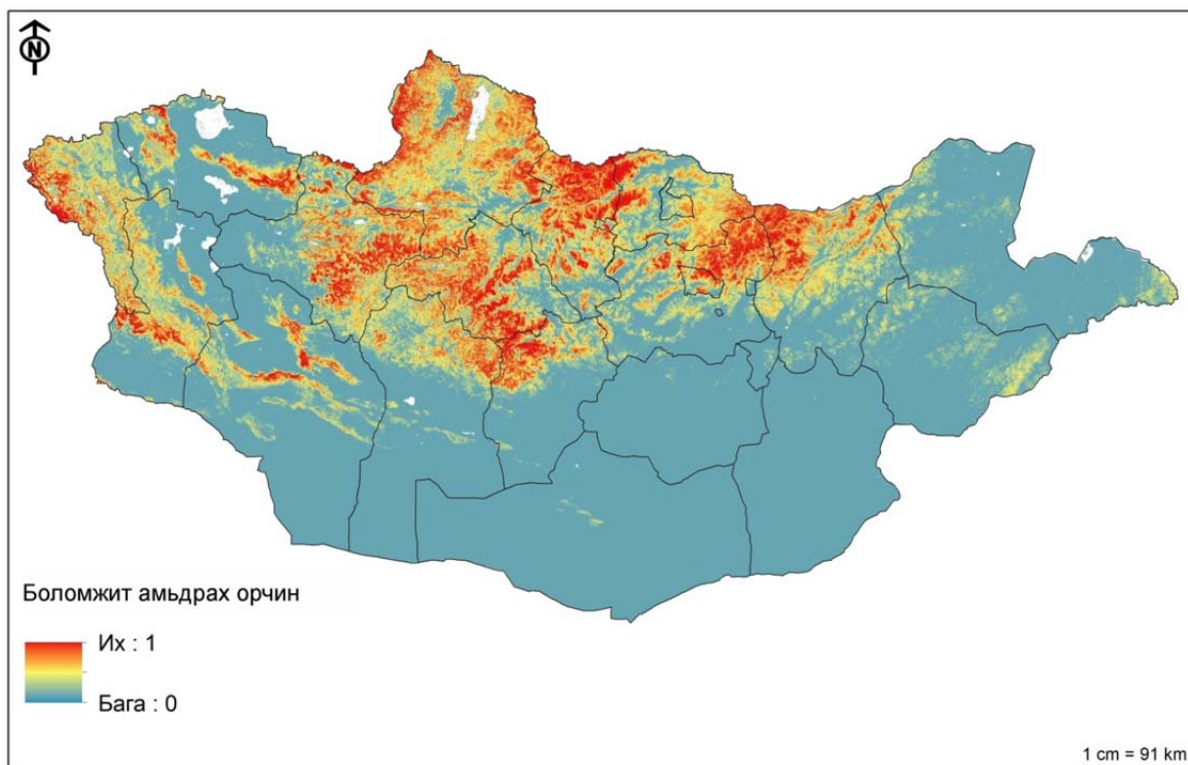 N
Боломжит амьдрах орчин
Их : 1
Бага : 0
1 cm = 91 km